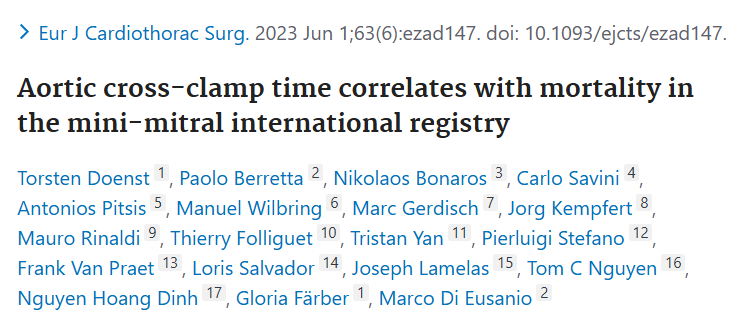 Eur J Cardiothorac Surg. 2023 Jun 1;63(6):ezad147. doi: 10.1093/ejcts/ezad147.
Aortic cross-clamp time correlates with mortality in
the mini-mitral international registry
Torsten Doenst 1, Paolo Berretta 2, Nikolaos Bonaros 3, Carlo Savini 4,
Antonios Pitsis 5, Manuel Wilbring 6, Marc Gerdisch 7, Jorg Kempfert 8,
Mauro Rinaldi 9, Thierry Folliguet 10, Tristan Yan 11, Pierluigi Stefano 12,
Frank Van Praet 13, Loris Salvador 14, Joseph Lamelas 15, Tom C Nguyen 16,
Nguyen Hoang Dinh 17, Gloria Färber 1, Marco Di Eusanio 2